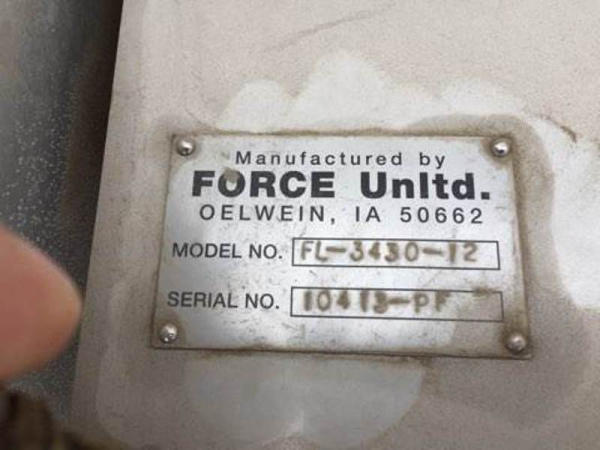 Manufactured by
FORCE Unltd.
OELWEIN, IA 50662
MODEL NO. FL-3430-12
SERIAL NO. 10413-PF